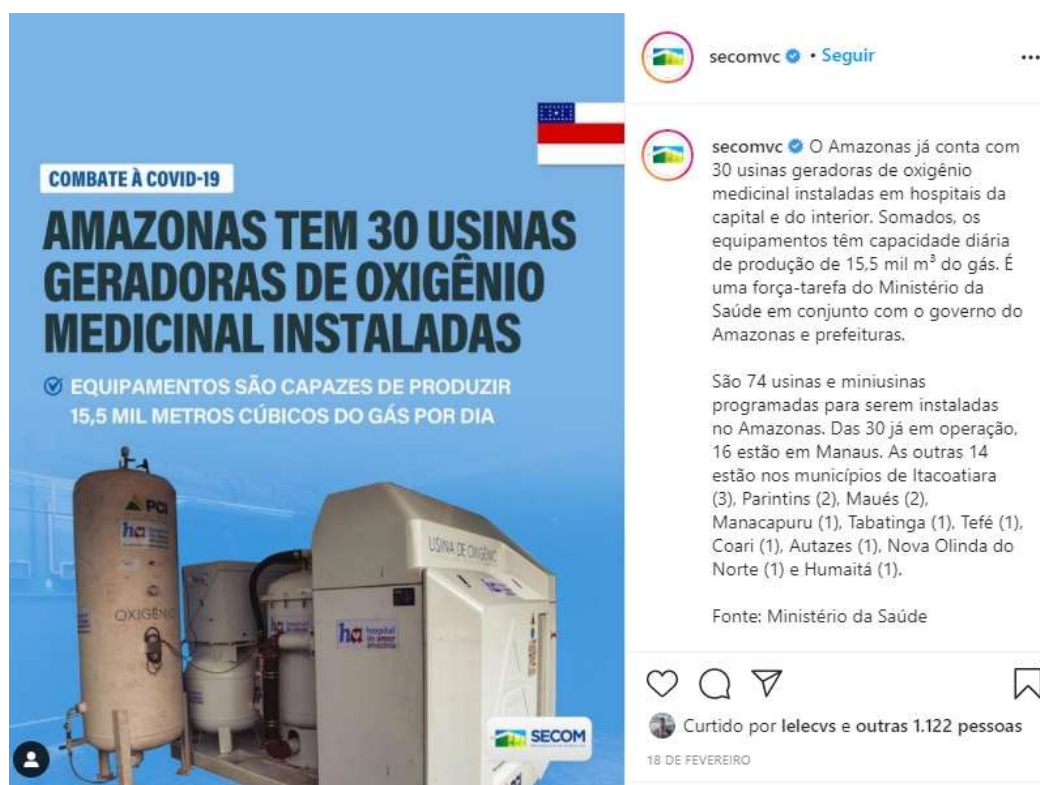 COMBATE À COVID-19
AMAZONAS TEM 30 USINAS
GERADORAS DE OXIGÊNIO
MEDICINAL INSTALADAS
EQUIPAMENTOS SÃO CAPAZES DE PRODUZIR
15,5 MIL METROS CÚBICOS DO GÁS POR DIA
PCI
ha
OXIGÊNIO
USINA DE OXIGÊNIO
ha hospital
de amor
amazônia
SECOM
secomvc • Seguir
secomvc O Amazonas já conta com
30 usinas geradoras de oxigênio
medicinal instaladas em hospitais da
capital e do interior. Somados, os
equipamentos têm capacidade diária
de produção de 15,5 mil m³ do gás. É
uma força-tarefa do Ministério da
Saúde em conjunto com o governo do
Amazonas e prefeituras.
São 74 usinas e miniusinas
programadas para serem instaladas
no Amazonas. Das 30 já em operação,
16 estão em Manaus. As outras 14
estão nos municípios de Itacoatiara
(3), Parintins (2), Maués (2),
Manacapuru (1), Tabatinga (1), Tefé (1),
Coari (1), Autazes (1), Nova Olinda do
Norte (1) e Humaitá (1).
Fonte: Ministério da Saúde
Curtido por lelecvs e outras 1.122 pessoas
18 DE FEVEREIRO